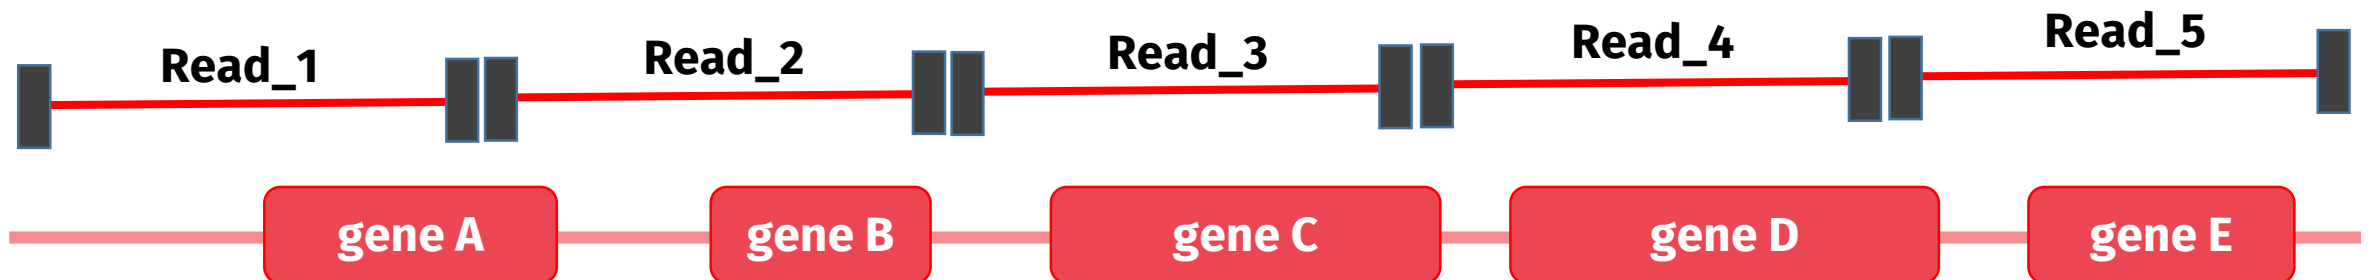 Read_1 Read_2 Read_3 Read_4 Read_5
gene A gene B gene C gene D gene E